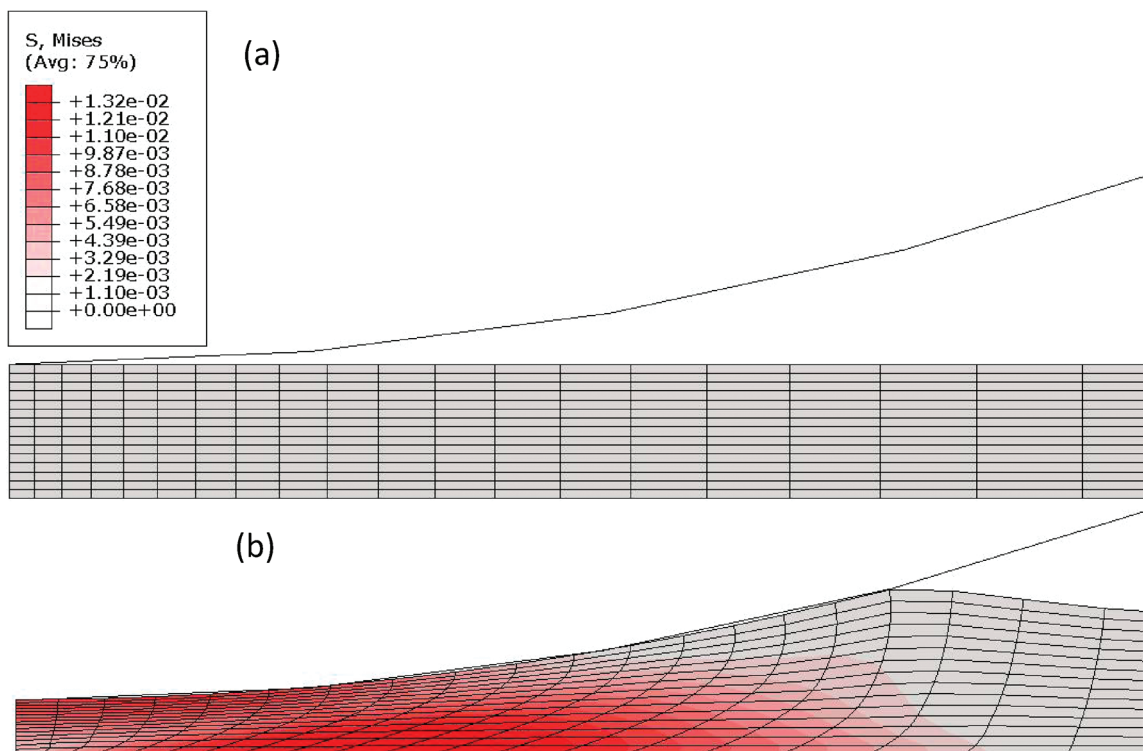 S, Mises
(Avg: 75%)
+1.32e-02
+1.21e-02
+1.10e-02
+9.87e-03
+8.78e-03
+7.68e-03
+6.58e-03
+5.49e-03
+4.39e-03
+3.29e-03
+2.19e-03
+1.10e-03
+0.00e+00
(a)
(b)